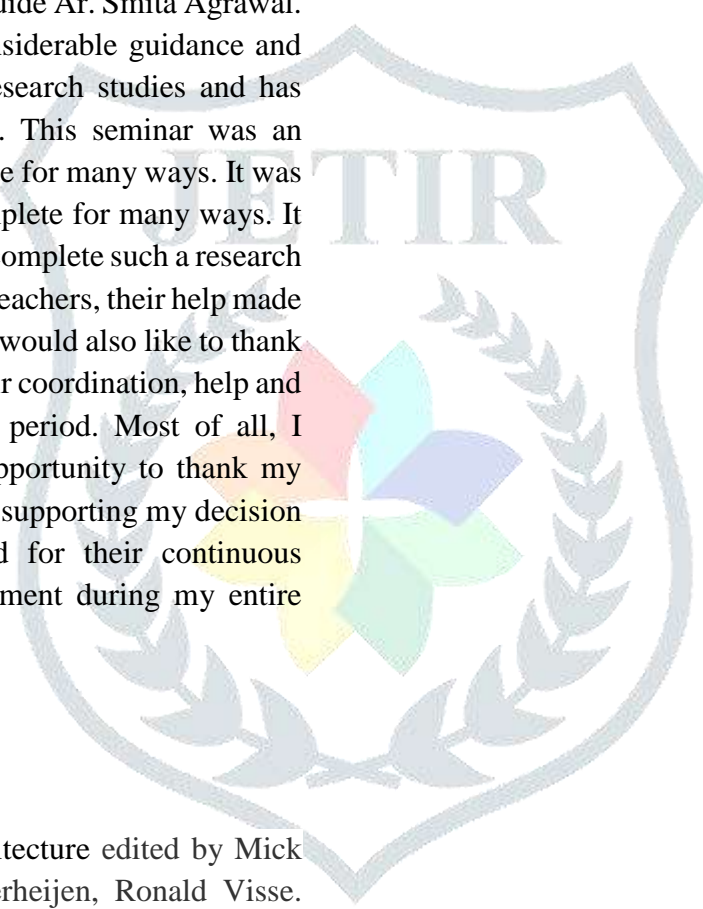 uide Ar. Smita Agrawal.
nsiderable guidance and
esearch studies and has
. This seminar was an
e for many ways. It was
plete for many ways. It
complete such a research
eachers, their help made
would also like to thank
r coordination, help and
period. Most of all, I
pportunity to thank my
supporting my decision
d for their continuous
ment during my entire
JETIR
itecture edited by Mick
erheijen, Ronald Visse.